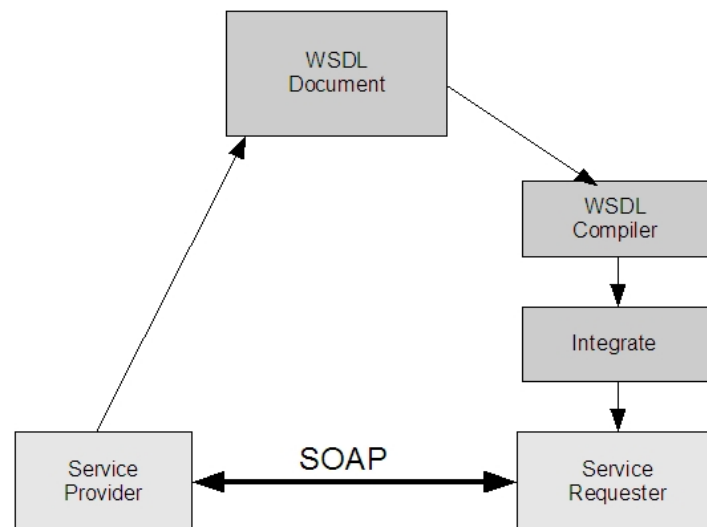 WSDL
Document
WSDL
Compiler
Integrate
SOAP
Service
Provider
Service
Requester